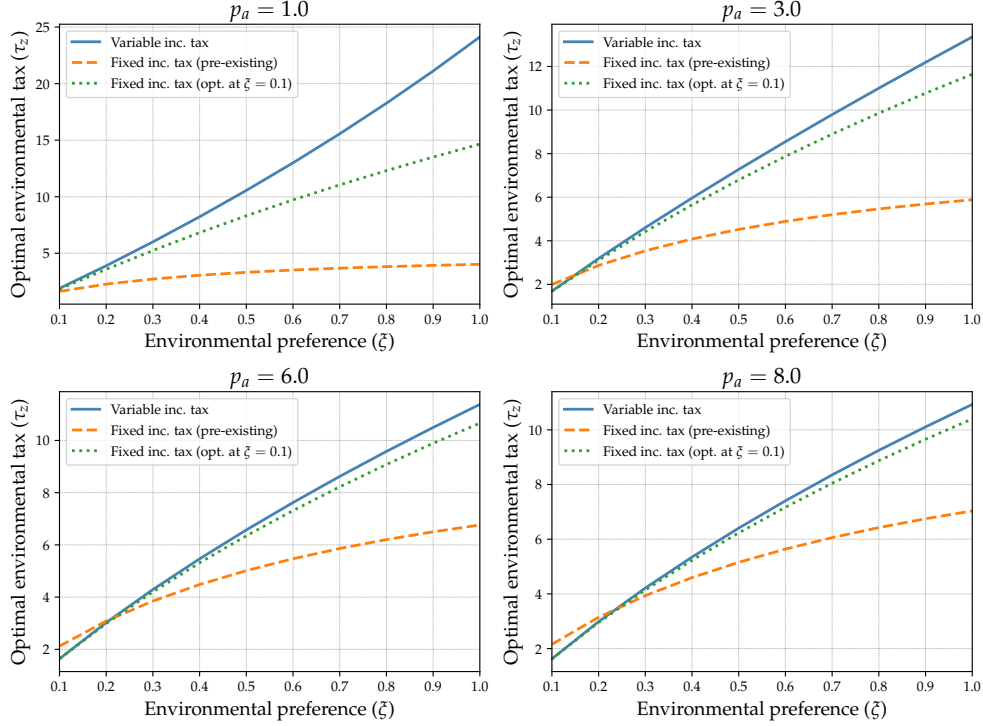 p_a = 1.0
Optimal environmental tax (τ_z)
25
20
15
10
5
Variable inc. tax
Fixed inc. tax (pre-existing)
Fixed inc. tax (opt. at ξ = 0.1)
0.1 0.2 0.3 0.4 0.5 0.6 0.7 0.8 0.9 1.0
Environmental preference (ξ)
p_a = 3.0
Optimal environmental tax (τ_z)
12
10
8
6
4
2
Variable inc. tax
Fixed inc. tax (pre-existing)
Fixed inc. tax (opt. at ξ = 0.1)
0.1 0.2 0.3 0.4 0.5 0.6 0.7 0.8 0.9 1.0
Environmental preference (ξ)
p_a = 6.0
Optimal environmental tax (τ_z)
10
8
6
4
2
Variable inc. tax
Fixed inc. tax (pre-existing)
Fixed inc. tax (opt. at ξ = 0.1)
0.1 0.2 0.3 0.4 0.5 0.6 0.7 0.8 0.9 1.0
Environmental preference (ξ)
p_a = 8.0
Optimal environmental tax (τ_z)
10
8
6
4
2
Variable inc. tax
Fixed inc. tax (pre-existing)
Fixed inc. tax (opt. at ξ = 0.1)
0.1 0.2 0.3 0.4 0.5 0.6 0.7 0.8 0.9 1.0
Environmental preference (ξ)